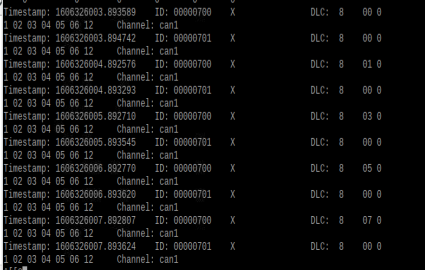 Timestamp: 1606326003.893589    ID: 00000700    X                DLC:  8    00 0
1 02 03 04 05 06 12     Channel: can1
Timestamp: 1606326003.894742    ID: 00000701    X                DLC:  8    00 0
1 02 03 04 05 06 12     Channel: can1
Timestamp: 1606326004.892576    ID: 00000700    X                DLC:  8    01 0
1 02 03 04 05 06 12     Channel: can1
Timestamp: 1606326004.893293    ID: 00000701    X                DLC:  8    00 0
1 02 03 04 05 06 12     Channel: can1
Timestamp: 1606326005.892710    ID: 00000700    X                DLC:  8    03 0
1 02 03 04 05 06 12     Channel: can1
Timestamp: 1606326005.893545    ID: 00000701    X                DLC:  8    00 0
1 02 03 04 05 06 12     Channel: can1
Timestamp: 1606326006.892770    ID: 00000700    X                DLC:  8    05 0
1 02 03 04 05 06 12     Channel: can1
Timestamp: 1606326006.893620    ID: 00000701    X                DLC:  8    00 0
1 02 03 04 05 06 12     Channel: can1
Timestamp: 1606326007.892807    ID: 00000700    X                DLC:  8    07 0
1 02 03 04 05 06 12     Channel: can1
Timestamp: 1606326007.893624    ID: 00000701    X                DLC:  8    00 0
1 02 03 04 05 06 12     Channel: can1